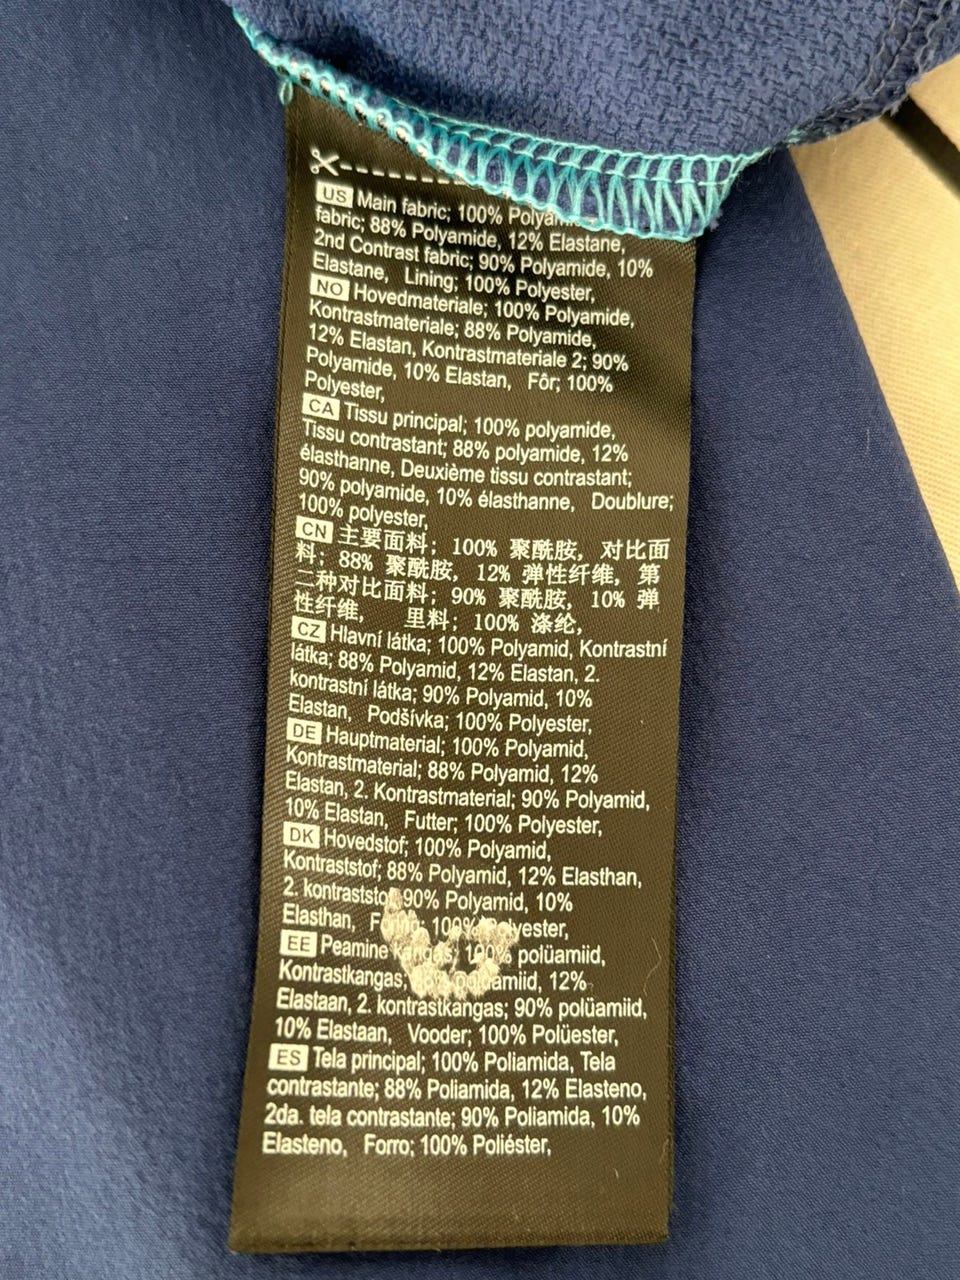 US Main fabric; 100%
fabric; 88% Polyamide, 12% Elastane,
2nd Contrast fabric; 90% Polyamide, 10%
Elastane, Lining; 100% Polyester,
NO Hovedmateriale; 100% Polyamide,
Kontrastmateriale; 88% Polyamide,
12% Elastan, Kontrastmateriale 2; 90%
Polyamide, 10% Elastan, Fôr; 100%
Polyester,
CA Tissu principal; 100% polyamide,
Tissu contrastant; 88% polyamide, 12%
élasthanne, Deuxième tissu contrastant;
90% polyamide, 10% élasthanne, Doublure;
100% polyester,
CN 主要面料; 100% 聚酰胺, 对比面
料; 88% 聚酰胺, 12% 弹性纤维, 第
二种对比面料; 90% 聚酰胺, 10% 弹
性纤维, 里料; 100% 涤纶,
CZ Hlavní látka; 100% Polyamid, Kontrastní
látka; 88% Polyamid, 12% Elastan, 2.
kontrastní látka; 90% Polyamid, 10%
Elastan, Podšívka; 100% Polyester,
DE Hauptmaterial; 100% Polyamid,
Kontrastmaterial; 88% Polyamid, 12%
Elastan, 2. Kontrastmaterial; 90% Polyamid,
10% Elastan, Futter; 100% Polyester,
DK Hovedstof; 100% Polyamid,
Kontraststof; 88% Polyamid, 12% Elasthan,
2. kontraststof 90% Polyamid, 10%
Elasthan, 100% Polyester,
EE Peamine kangas; 100% polüamiid,
Kontrastkangas; polüamiid, 12%
Elastaan, 2. kontrastkangas; 90% polüamiid,
10% Elastaan, Vooder; 100% Polüester,
ES Tela principal; 100% Poliamida, Tela
contrastante; 88% Poliamida, 12% Elasteno,
2da. tela contrastante; 90% Poliamida, 10%
Elasteno, Forro; 100% Poliéster,